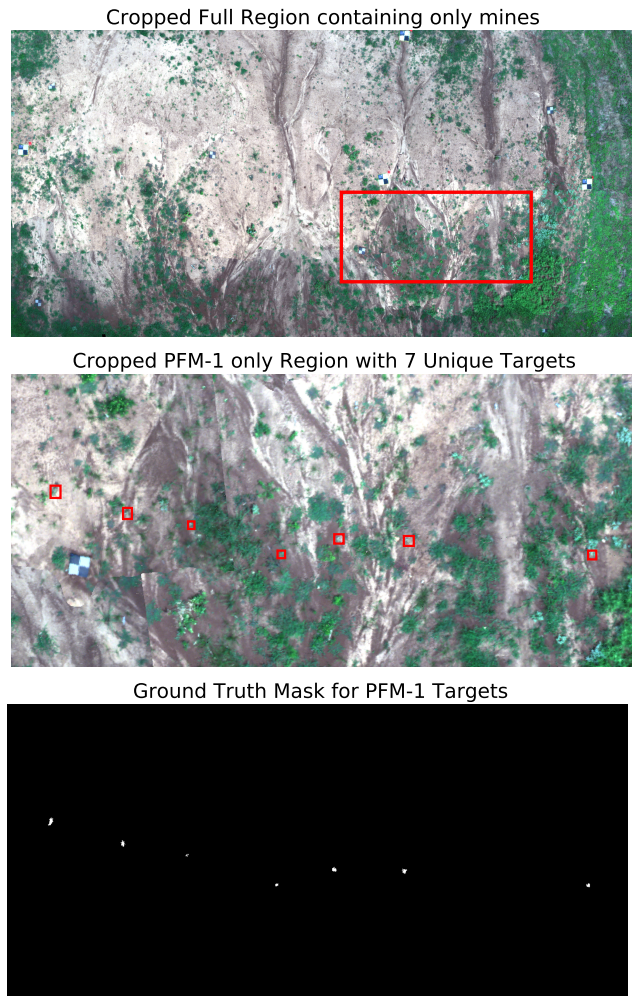 Cropped Full Region containing only mines
Cropped PFM-1 only Region with 7 Unique Targets
Ground Truth Mask for PFM-1 Targets